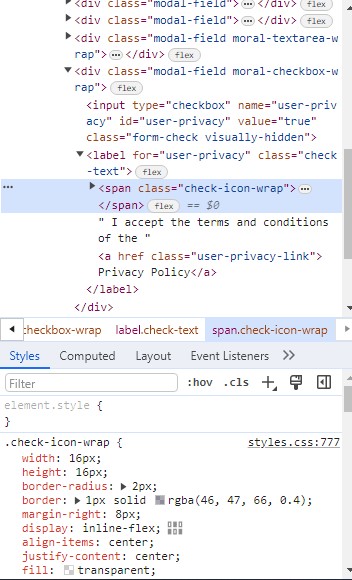 <div class="modal-field"> ⋯ </div> flex
<div class="modal-field"> ⋯ </div> flex
<div class="modal-field moral-textarea-w
rap"> ⋯ </div> flex
<div class="modal-field moral-checkbox-w
rap"> flex
<input type="checkbox" name="user-priv
acy" id="user-privacy" value="true"
class="form-check visually-hidden">
<label for="user-privacy" class="check
-text"> flex
<span class="check-icon-wrap"> ⋯
</span> flex == $0
" I accept the terms and conditions
of the "
<a href class="user-privacy-link">
Privacy Policy</a>
</label>
</div>
checkbox-wrap label.check-text span.check-icon-wrap
Styles Computed Layout Event Listeners
Filter :hov .cls
element.style {
}
.check-icon-wrap { styles.css:777
width: 16px;
height: 16px;
border-radius: 2px;
border: 1px solid rgba(46, 47, 66, 0.4);
margin-right: 8px;
display: inline-flex;
align-items: center;
justify-content: center;
fill: transparent;